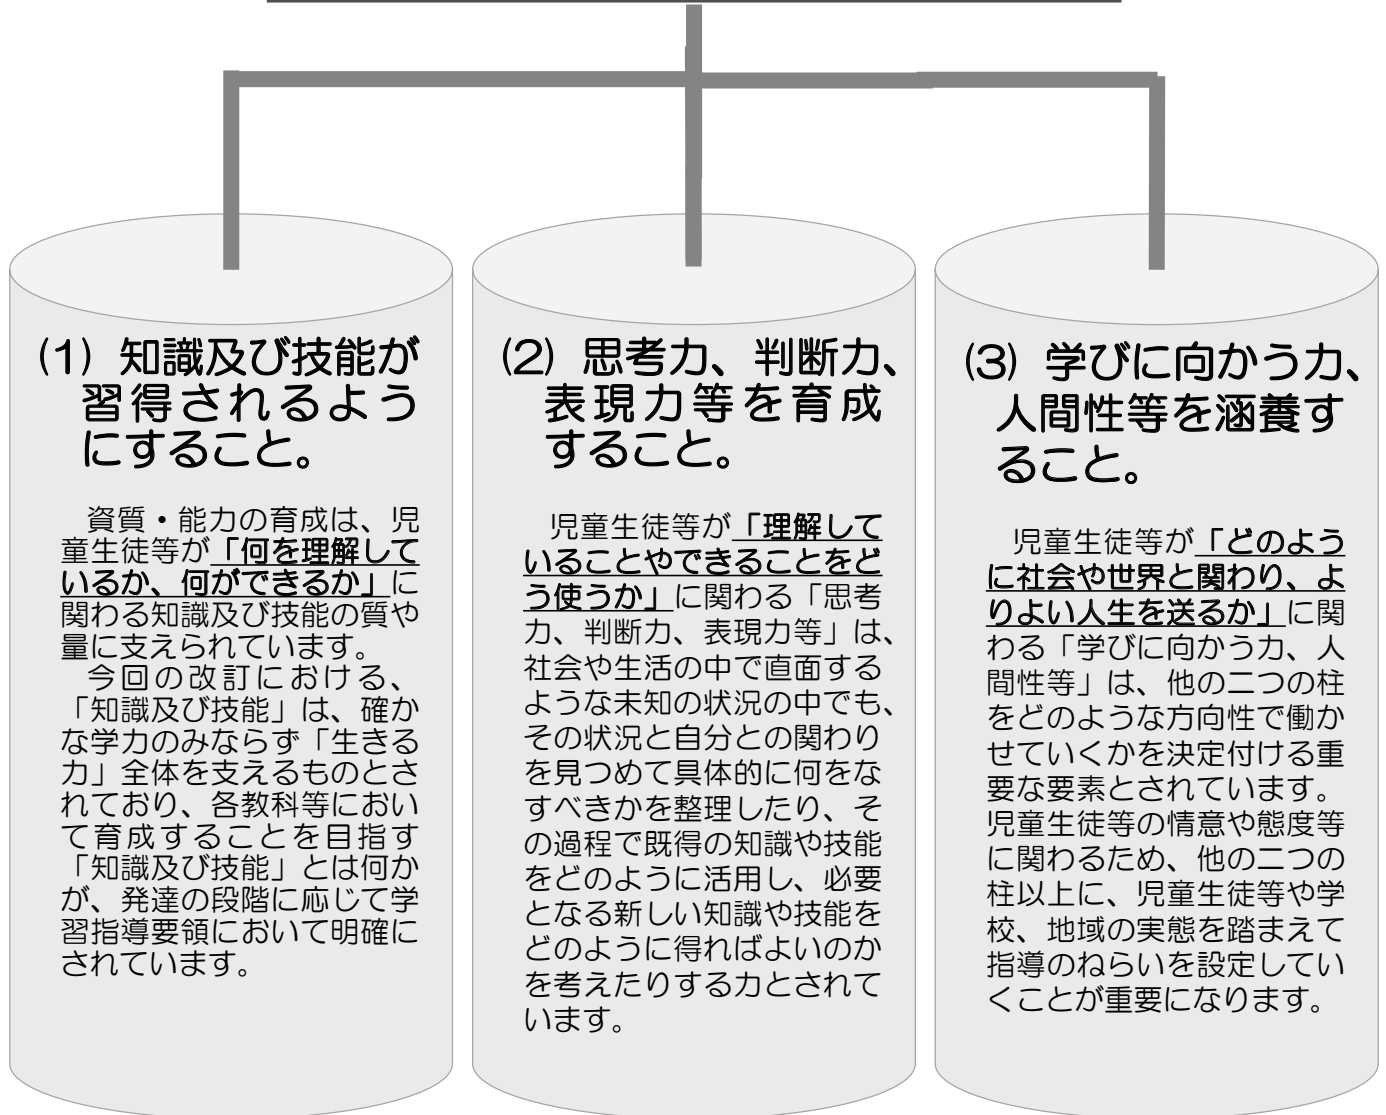 (1) 知識及び技能が
習得されるよう
にすること。
資質・能力の育成は、児
童生徒等が「何を理解して
いるか、何ができるか」に
関わる知識及び技能の質や
量に支えられています。
今回の改訂における、
「知識及び技能」は、確か
な学力のみならず「生きる
力」全体を支えるものとさ
れており、各教科等におい
て育成することを目指す
「知識及び技能」とは何か
が、発達の段階に応じて学
習指導要領において明確に
されています。
(2) 思考力、判断力、
表現力等を育成
すること。
児童生徒等が「理解して
いることやできることをど
う使うか」に関わる「思考
力、判断力、表現力等」は、
社会や生活の中で直面する
ような未知の状況の中でも、
その状況と自分との関わり
を見つめて具体的に何をな
すべきかを整理したり、そ
の過程で既得の知識や技能
をどのように活用し、必要
となる新しい知識や技能を
どのように得ればよいのか
を考えたりする力とされて
います。
(3) 学びに向かう力、
人間性等を涵養す
ること。
児童生徒等が「どのよう
に社会や世界と関わり、よ
りよい人生を送るか」に関
わる「学びに向かう力、人
間性等」は、他の二つの柱
をどのような方向性で働か
せていくかを決定付ける重
要な要素とされています。
児童生徒等の情意や態度等
に関わるため、他の二つの
柱以上に、児童生徒等や学
校、地域の実態を踏まえて
指導のねらいを設定してい
くことが重要になります。